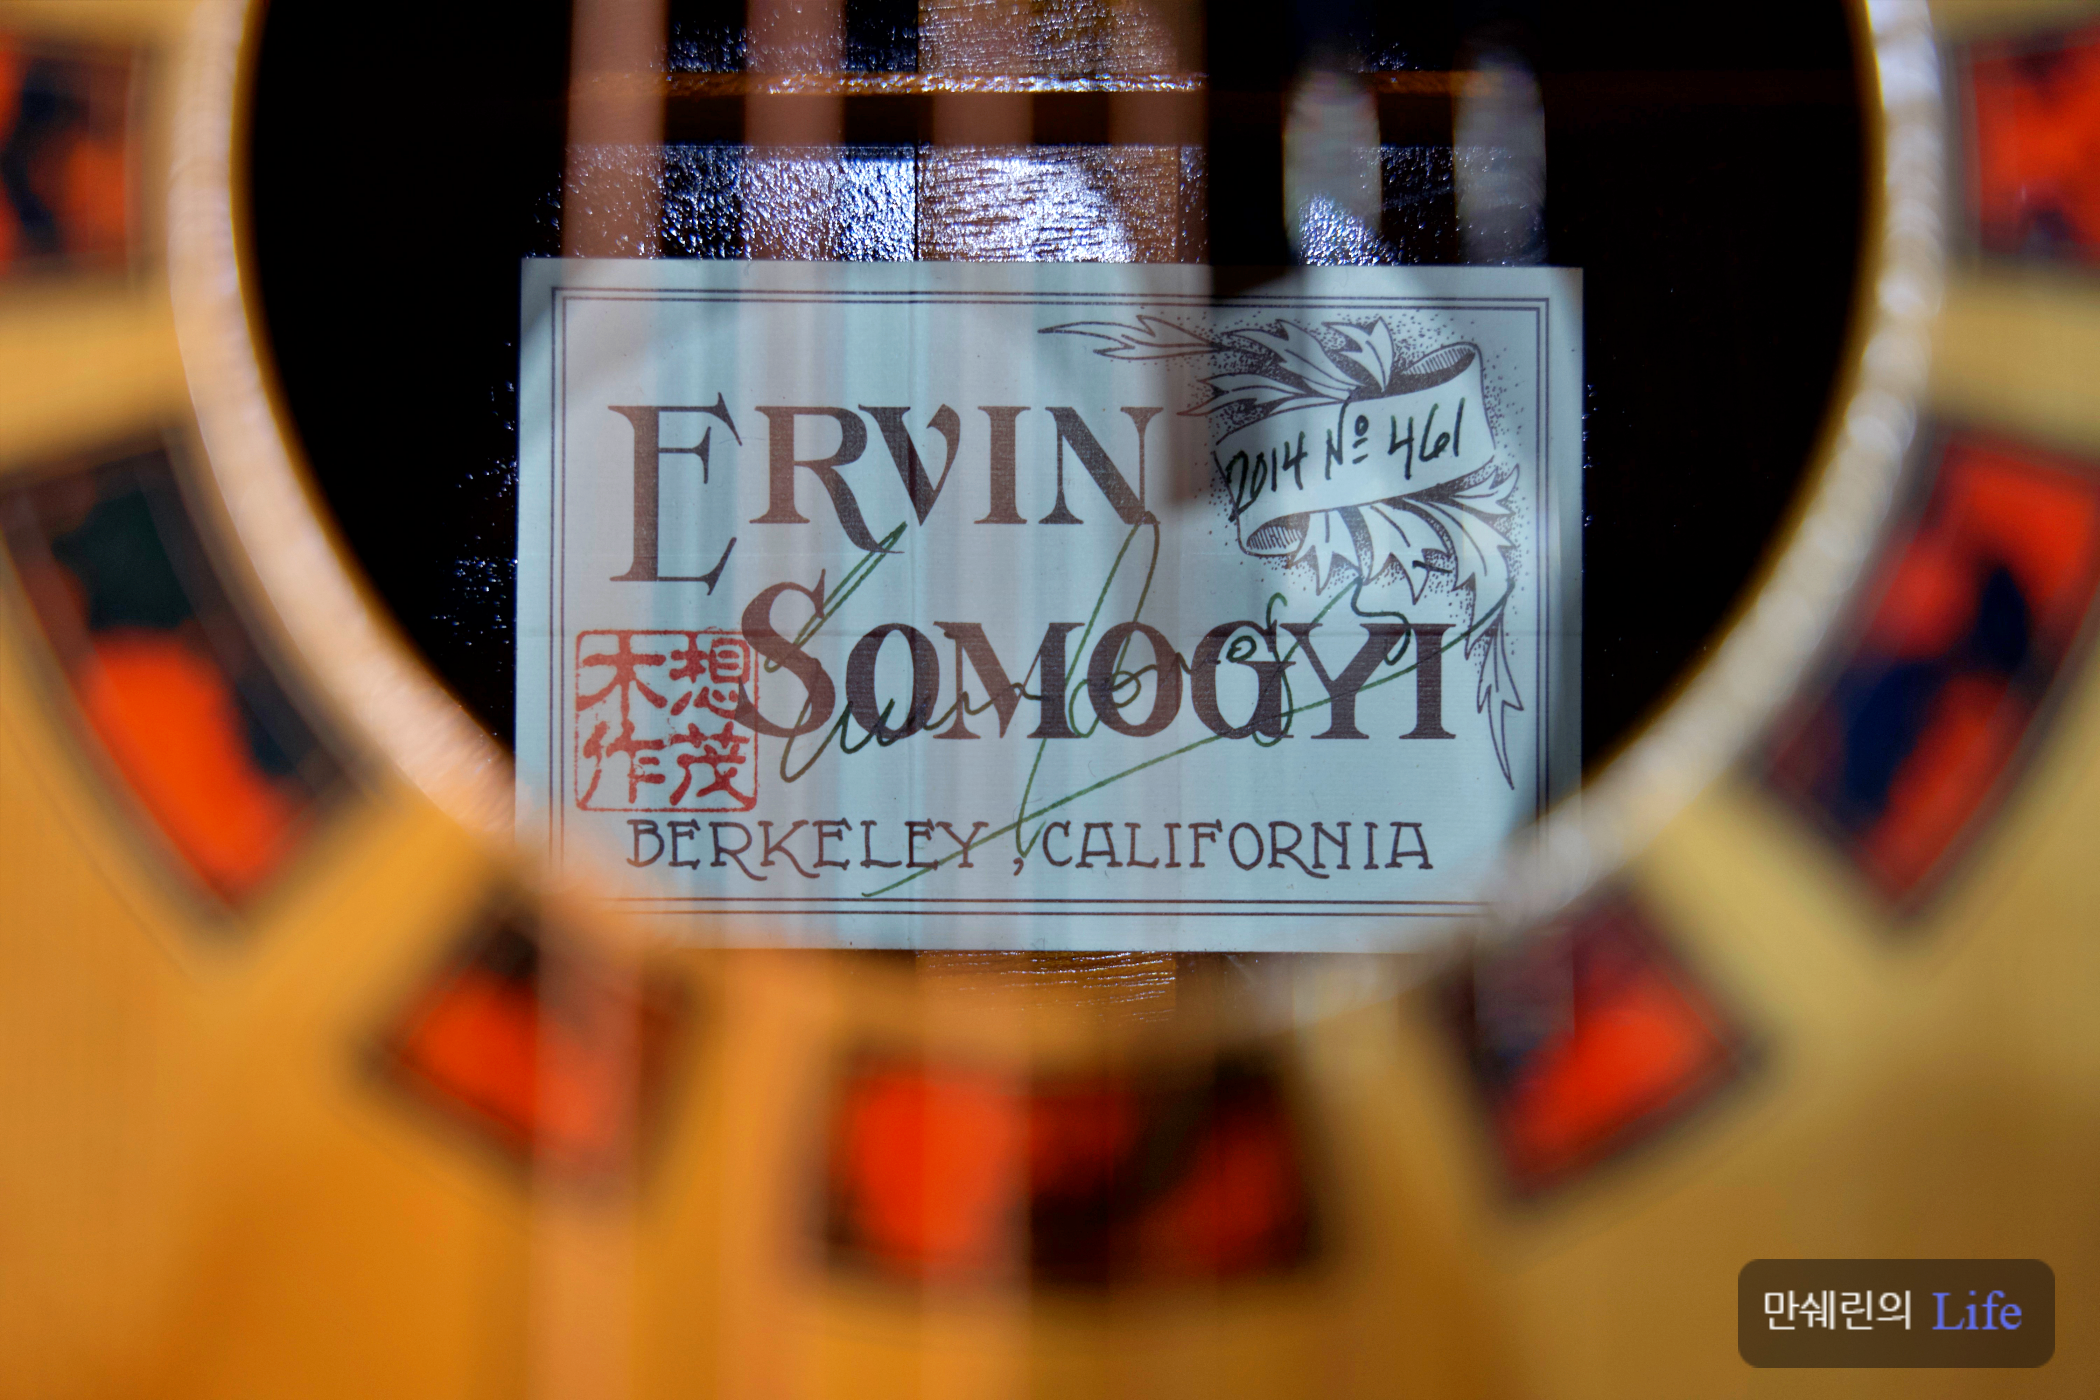 ERVIN
2014 Nº 461
SOMOGYI
想茂
木作
BERKELEY, CALIFORNIA
만쉐린의 Life